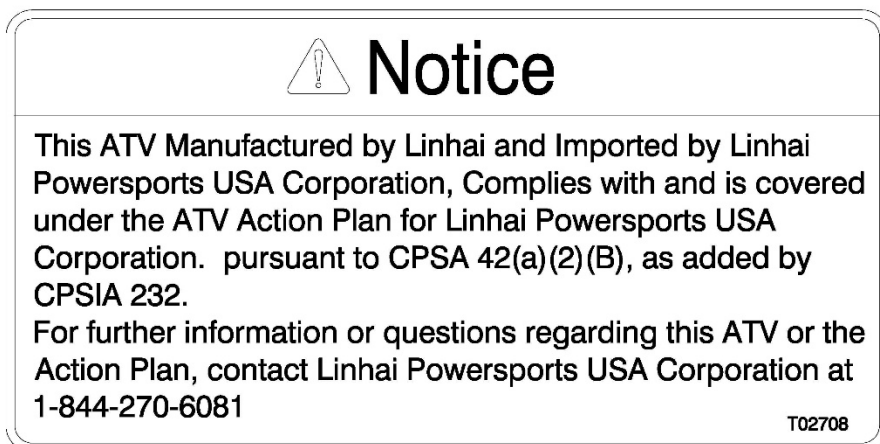 Notice
This ATV Manufactured by Linhai and Imported by Linhai
Powersports USA Corporation, Complies with and is covered
under the ATV Action Plan for Linhai Powersports USA
Corporation. pursuant to CPSA 42(a)(2)(B), as added by
CPSIA 232.
For further information or questions regarding this ATV or the
Action Plan, contact Linhai Powersports USA Corporation at
1-844-270-6081
T02708